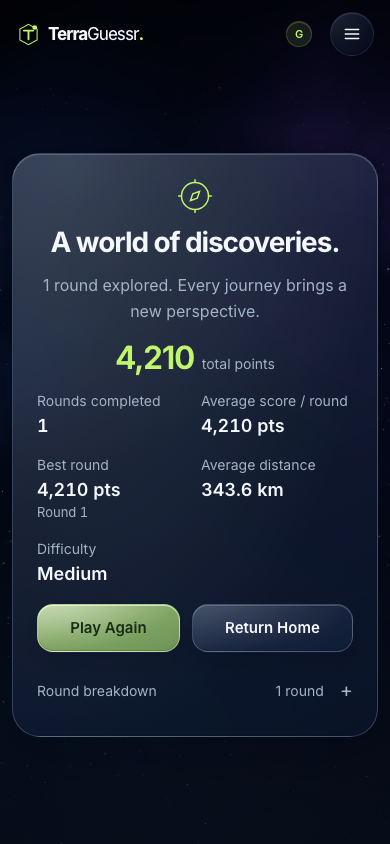 TerraGuessr.
G
A world of discoveries.
1 round explored. Every journey brings a
new perspective.
4,210 total points
Rounds completed
1
Average score / round
4,210 pts
Best round
4,210 pts
Round 1
Average distance
343.6 km
Difficulty
Medium
Play Again
Return Home
Round breakdown
1 round +